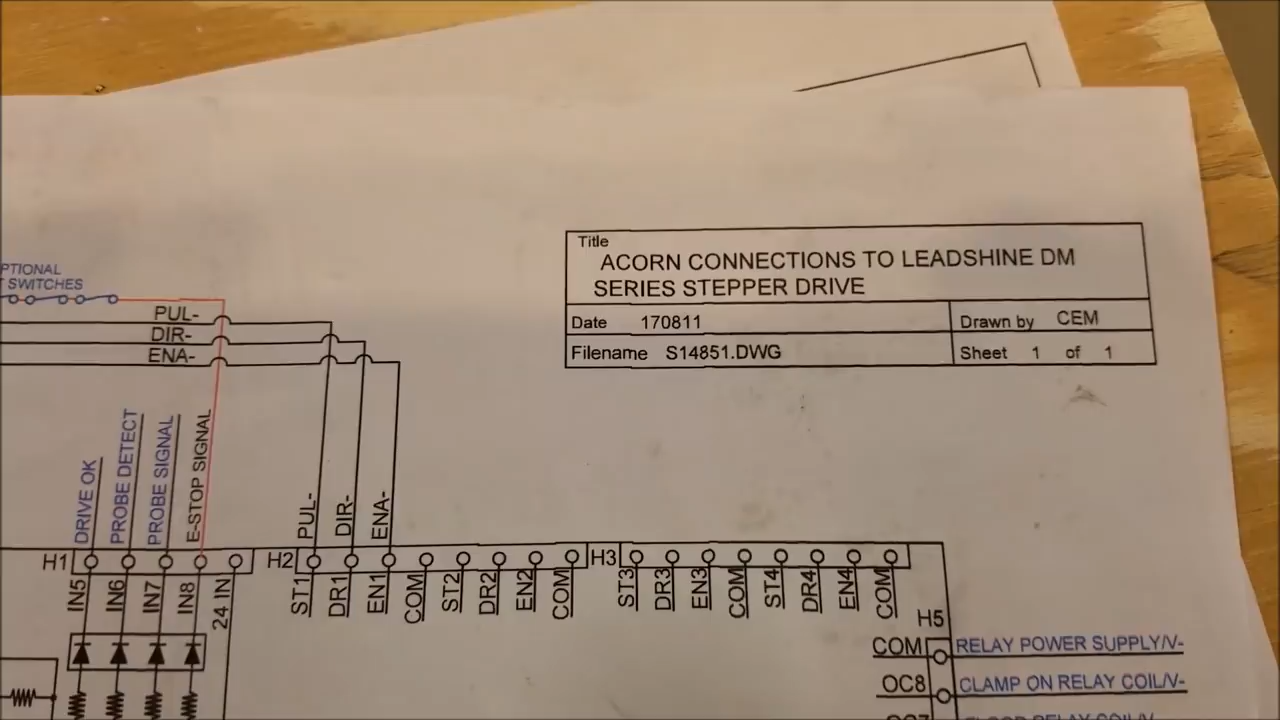 Title
ACORN CONNECTIONS TO LEADSHINE DM
SERIES STEPPER DRIVE
Date 170811
Drawn by CEM
Filename S14851.DWG
Sheet 1 of 1
PTIONAL
SWITCHES
PUL-
DIR-
ENA-
DRIVE OK
PROBE DETECT
PROBE SIGNAL
E-STOP SIGNAL
PUL-
DIR-
ENA-
H1
H2
H3
IN5
IN6
IN7
IN8
24 IN
ST1
DR1
EN1
COM
ST2
DR2
EN2
COM
ST3
DR3
EN3
COM
ST4
DR4
EN4
COM
H5
COM RELAY POWER SUPPLY/V-
OC8 CLAMP ON RELAY COIL/V-